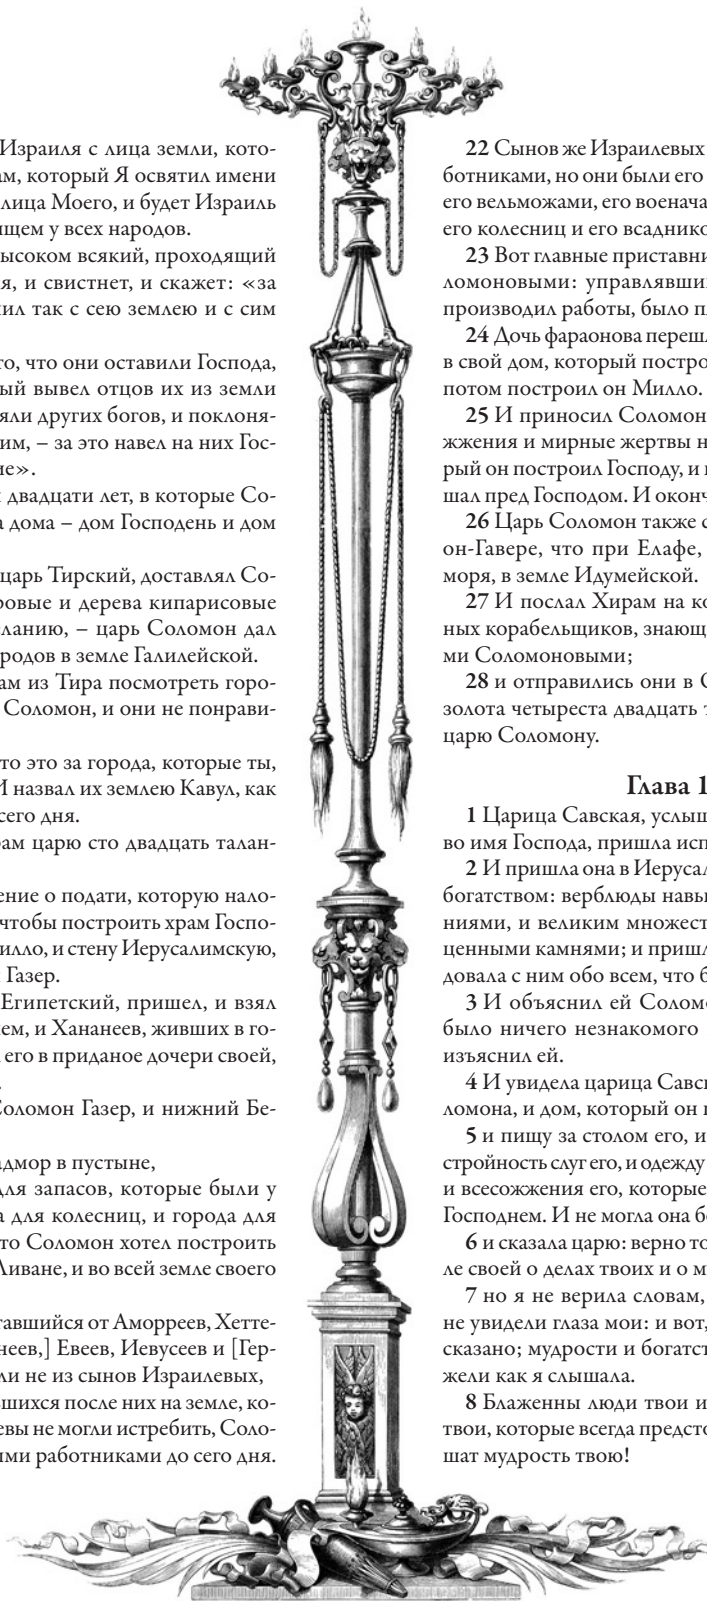 Израиля с лица земли, кото-
ам, который Я освятил имени
лица Моего, и будет Израиль
ищем у всех народов.
ысоком всякий, проходящий
я, и свистнет, и скажет: «за
ил так с сею землею и с сим
то, что они оставили Господа,
ый вывел отцов их из земли
яли других богов, и поклоня-
им, – за это навел на них Гос-
ие».
двадцати лет, в которые Со-
а дома – дом Господень и дом
царь Тирский, доставлял Со-
ровые и дерева кипарисовые
еланию, – царь Соломон дал
родов в земле Галилейской.
ам из Тира посмотреть горо-
Соломон, и они не понрави-
то это за города, которые ты,
И назвал их землею Кавул, как
сего дня.
рам царю сто двадцать талан-
ение о подати, которую нало-
чтобы построить храм Госпо-
илло, и стену Иерусалимскую,
Газер.
Египетский, пришел, и взял
ем, и Хананеев, живших в го-
его в приданое дочери своей,
Соломон Газер, и нижний Бе-
адмор в пустыне,
для запасов, которые были у
а для колесниц, и города для
то Соломон хотел построить
Ливане, и во всей земле своего
тавшийся от Аморреев, Хетте-
неев,] Евеев, Иевусеев и [Гер-
ли не из сынов Израилевых,
вшихся после них на земле, ко-
евы не могли истребить, Соло-
ыми работниками до сего дня.
22 Сынов же Израилевых
ботниками, но они были его
его вельможами, его военача
его колесниц и его всаднико
23 Вот главные приставни
ломоновыми: управлявши
производил работы, было п
24 Дочь фараонова переш
в свой дом, который постро
потом построил он Милло.
25 И приносил Соломон
жжения и мирные жертвы н
рый он построил Господу, и
шал пред Господом. И оконч
26 Царь Соломон также с
он-Гавере, что при Елафе,
моря, в земле Идумейской.
27 И послал Хирам на ко
ных корабельщиков, знающ
ми Соломоновыми;
28 и отправились они в О
золота четыреста двадцать т
царю Соломону.
Глава 1
1 Царица Савская, услыш
во имя Господа, пришла исп
2 И пришла она в Иерусал
богатством: верблюды навь
ниями, и великим множест
ценными камнями; и пришл
довала с ним обо всем, что б
3 И объяснил ей Соломо
было ничего незнакомого
изъяснил ей.
4 И увидела царица Савс
ломона, и дом, который он п
5 и пищу за столом его, и
стройность слуг его, и одежду
и всесожжения его, которые
Господнем. И не могла она б
6 и сказала царю: верно то
ле своей о делах твоих и о м
7 но я не верила словам,
не увидели глаза мои: и вот,
сказано; мудрости и богатст
жели как я слышала.
8 Блаженны люди твои и
твои, которые всегда предсто
шат мудрость твою!